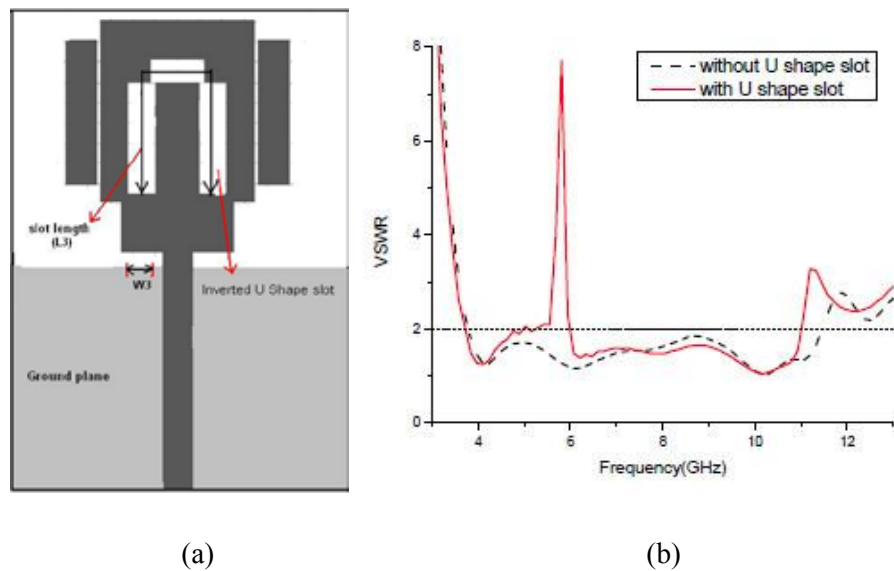 slot length
(L3)
W3
Inverted U Shape slot
Ground plane
(a)
8
6
4
2
0
VSWR
without U shape slot
with U shape slot
4 6 8 10 12
Frequency(GHz)
(b)